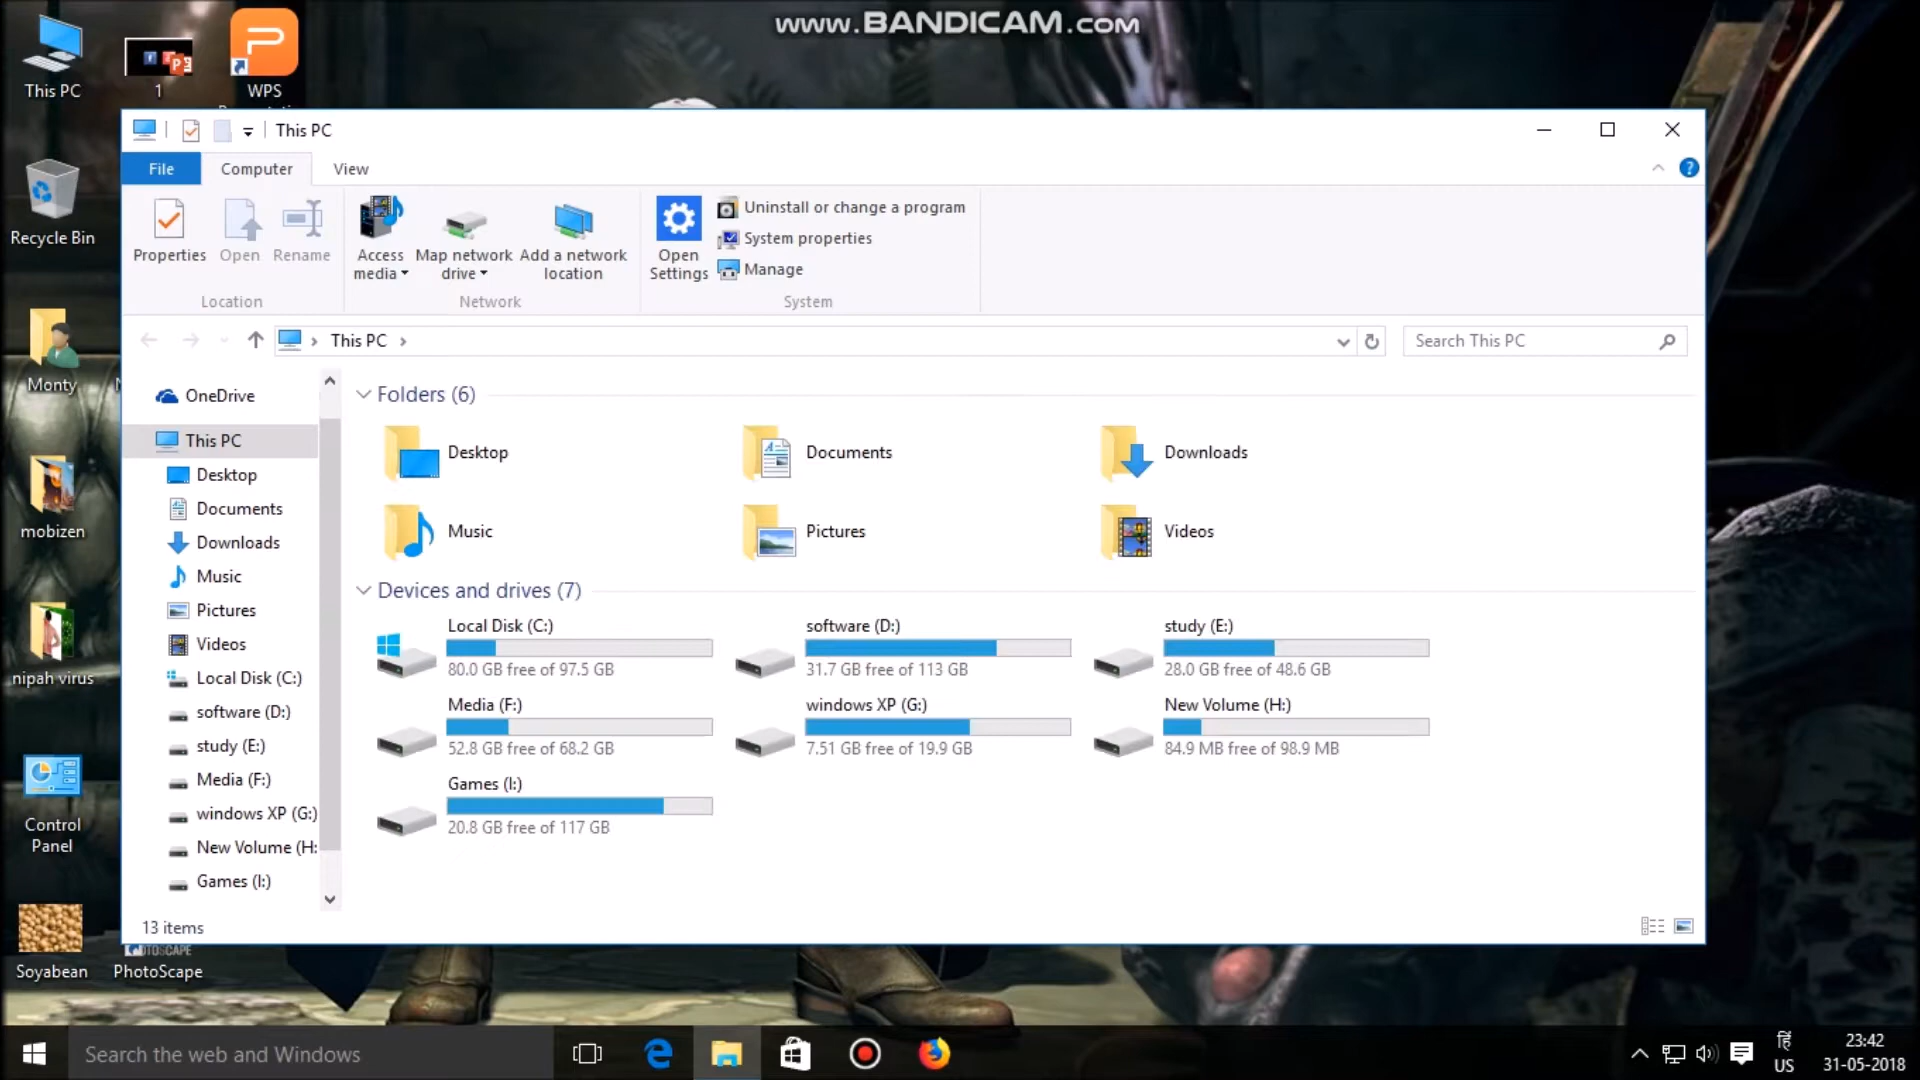 www.BANDICAM.com
This PC
1
WPS
Recycle Bin
Monty
mobizen
nipah virus
Control
Panel
Soyabean
PhotoScape
This PC
File
Computer
View
Properties
Open
Rename
Location
Access
media
Map network
drive
Add a network
location
Network
Open
Settings
Uninstall or change a program
System properties
Manage
System
This PC
Search This PC
OneDrive
This PC
Desktop
Documents
Downloads
Music
Pictures
Videos
Local Disk (C:)
software (D:)
study (E:)
Media (F:)
windows XP (G:)
New Volume (H:
Games (I:)
Folders (6)
Desktop
Documents
Downloads
Music
Pictures
Videos
Devices and drives (7)
Local Disk (C:)
80.0 GB free of 97.5 GB
software (D:)
31.7 GB free of 113 GB
study (E:)
28.0 GB free of 48.6 GB
Media (F:)
52.8 GB free of 68.2 GB
windows XP (G:)
7.51 GB free of 19.9 GB
New Volume (H:)
84.9 MB free of 98.9 MB
Games (I:)
20.8 GB free of 117 GB
13 items
Search the web and Windows
हिं
US
23:42
31-05-2018